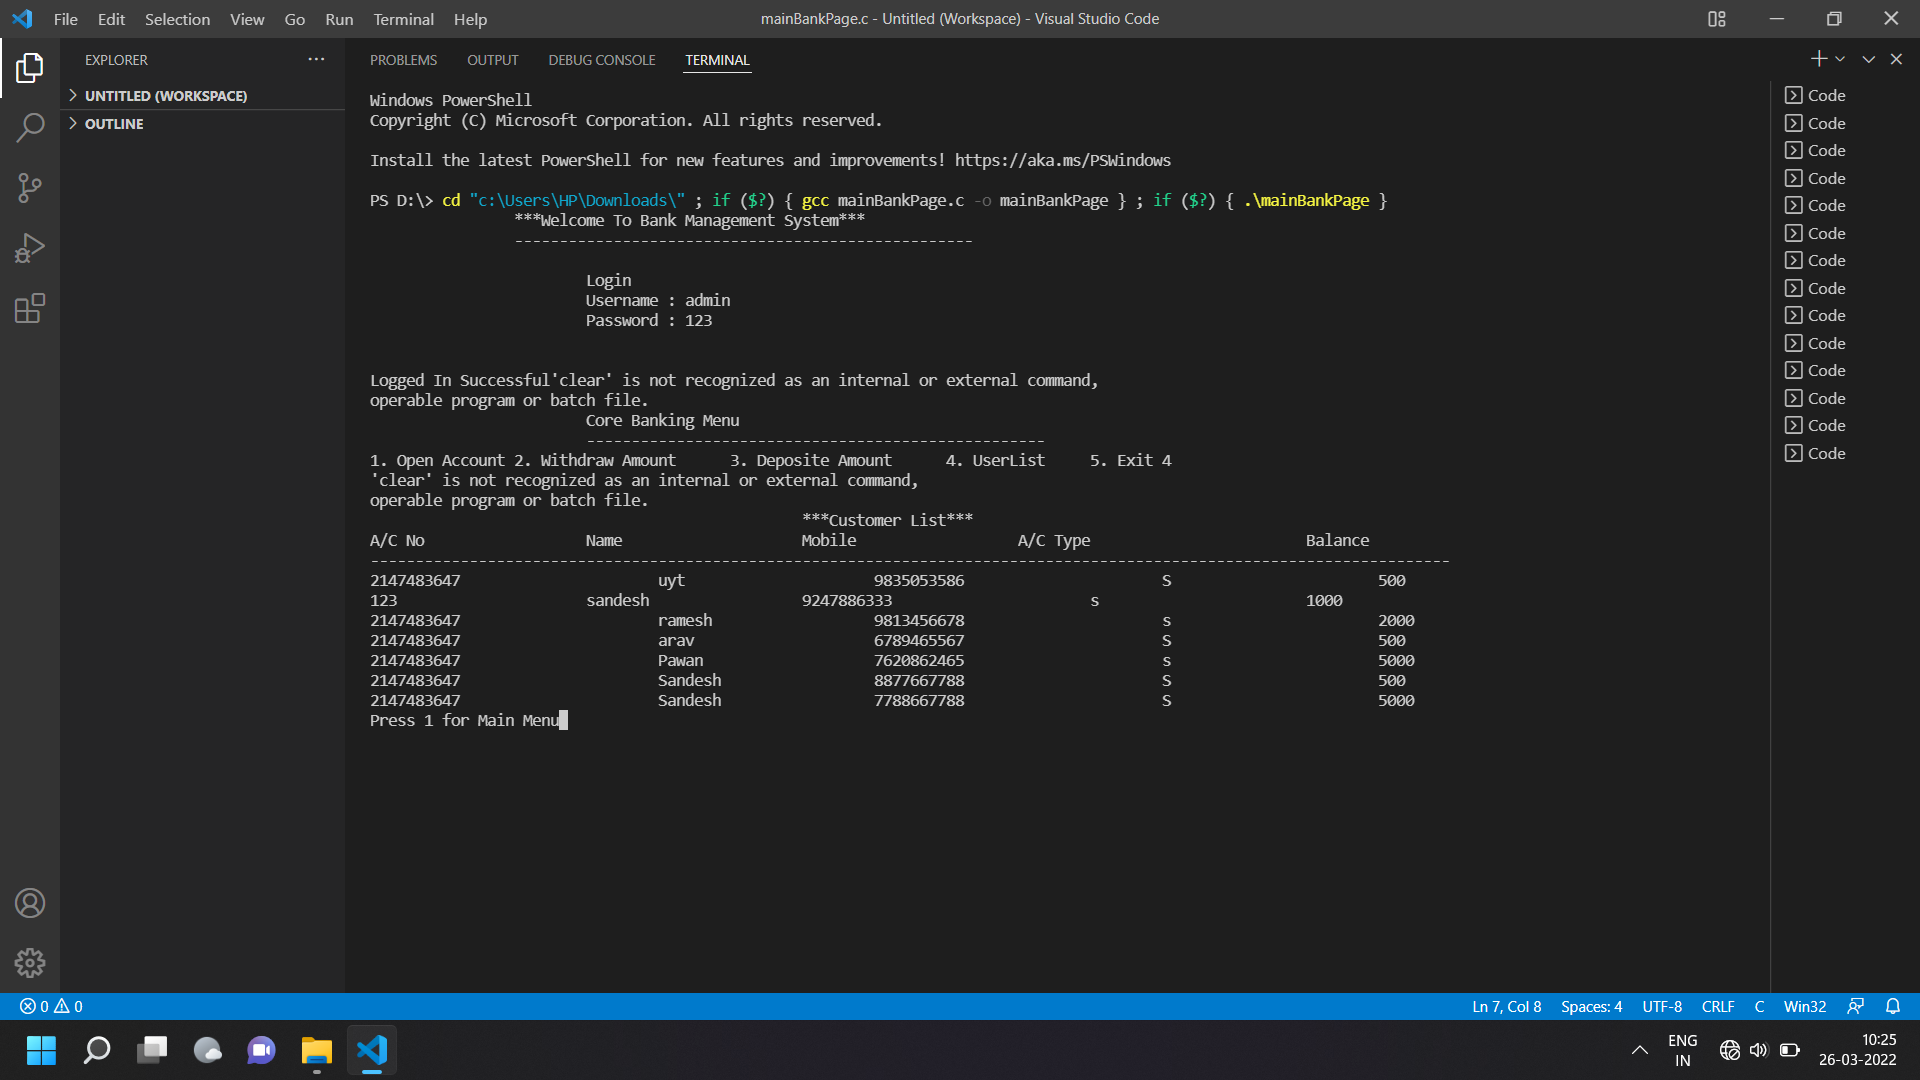 File Edit Selection View Go Run Terminal Help
mainBankPage.c - Untitled (Workspace) - Visual Studio Code
EXPLORER
UNTITLED (WORKSPACE)
OUTLINE
PROBLEMS OUTPUT DEBUG CONSOLE TERMINAL
Windows PowerShell
Copyright (C) Microsoft Corporation. All rights reserved.
Install the latest PowerShell for new features and improvements! https://aka.ms/PSWindows
PS D:\> cd "c:\Users\HP\Downloads\" ; if ($?) { gcc mainBankPage.c -o mainBankPage } ; if ($?) { .\mainBankPage }
***Welcome To Bank Management System***
---------------------------------------------------
Login
Username : admin
Password : 123
Logged In Successful'clear' is not recognized as an internal or external command,
operable program or batch file.
Core Banking Menu
---------------------------------------------------
1. Open Account 2. Withdraw Amount 3. Deposite Amount 4. UserList 5. Exit 4
'clear' is not recognized as an internal or external command,
operable program or batch file.
***Customer List***
A/C No Name Mobile A/C Type Balance
------------------------------------------------------------------------------------------------------------------------
2147483647 uyt 9835053586 S 500
123 sandesh 9247886333 s 1000
2147483647 ramesh 9813456678 s 2000
2147483647 arav 6789465567 S 500
2147483647 Pawan 7620862465 s 5000
2147483647 Sandesh 8877667788 S 500
2147483647 Sandesh 7788667788 S 5000
Press 1 for Main Menu
Code
Code
Code
Code
Code
Code
Code
Code
Code
Code
Code
Code
Code
Code
0 0
Ln 7, Col 8 Spaces: 4 UTF-8 CRLF C Win32
ENG
IN
10:25
26-03-2022